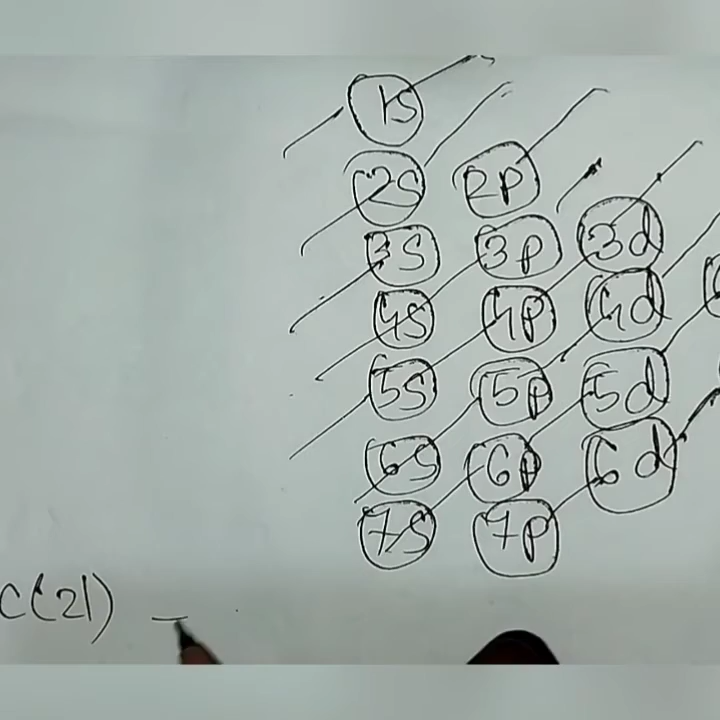 1S
2S 2P
3S 3P 3d
4S 4P 4d
5S 5P 5d
6S 6P 6d
7S 7P
C(21) –